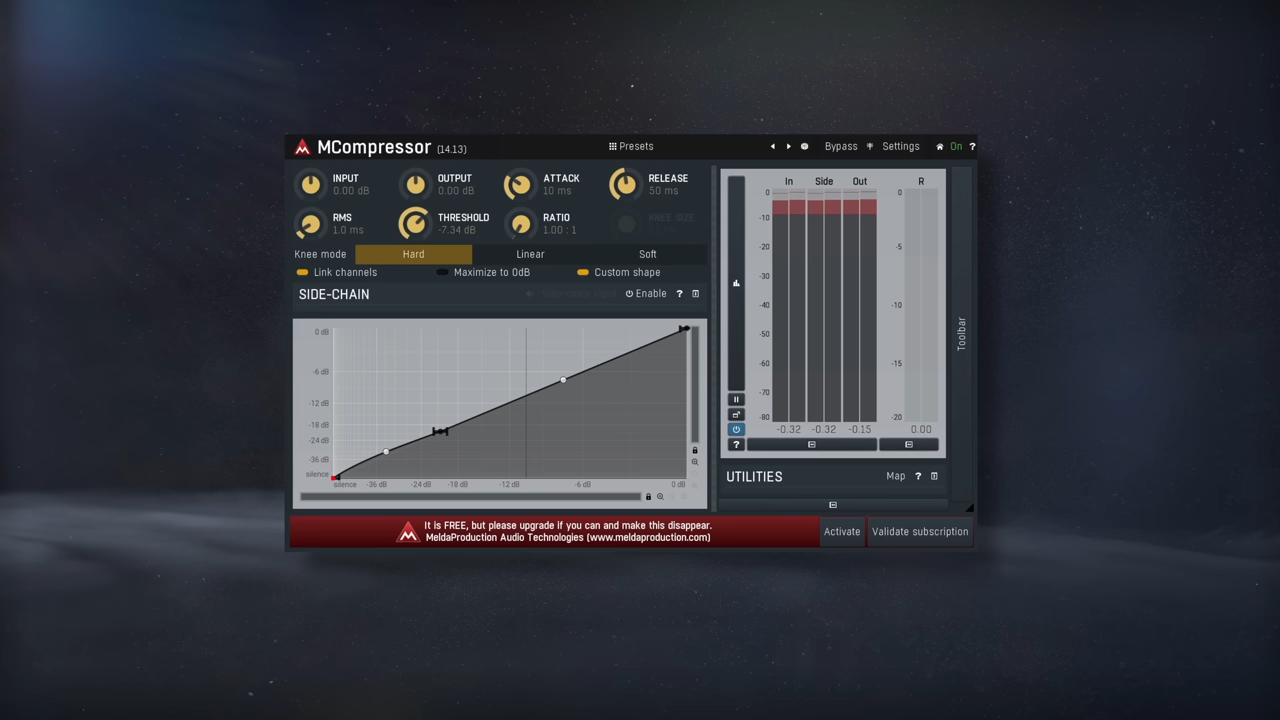 MCompressor (14.13)
Presets
Bypass
Settings
On ?
INPUT
0.00 dB
OUTPUT
0.00 dB
ATTACK
10 ms
RELEASE
50 ms
RMS
1.0 ms
THRESHOLD
-7.34 dB
RATIO
1.00 : 1
KNEE SIZE
Knee mode
Hard
Linear
Soft
Link channels
Maximize to 0dB
Custom shape
SIDE-CHAIN
Enable ?
0 dB
-6 dB
-12 dB
-18 dB
-24 dB
-36 dB
silence
silence -36 dB -24 dB -18 dB -12 dB -6 dB 0 dB
In Side Out R
0
-10
-20
-30
-40
-50
-60
-70
-80
0
-5
-10
-15
-20
-0.32 -0.32 -0.15 0.00
?
UTILITIES
Map ?
Toolbar
It is FREE, but please upgrade if you can and make this disappear.
MeldaProduction Audio Technologies (www.meldaproduction.com)
Activate
Validate subscription